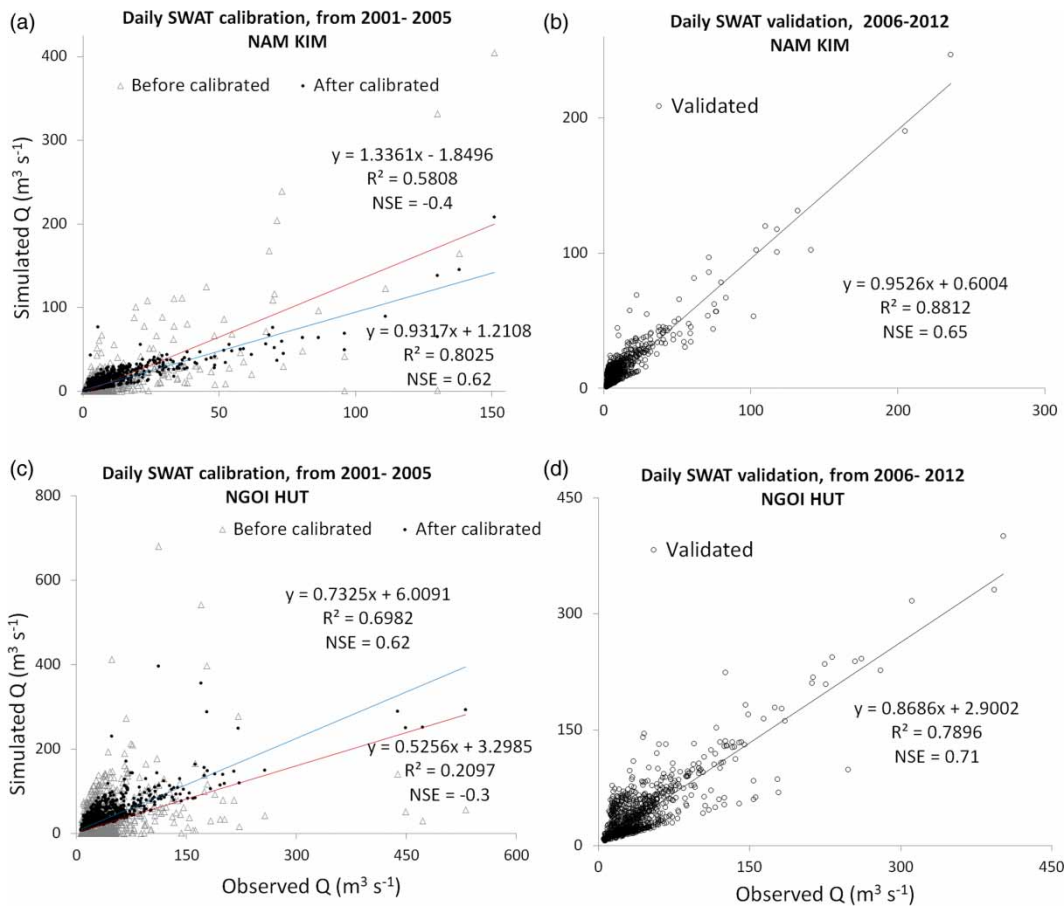 (a)
Daily SWAT calibration, from 2001- 2005
NAM KIM
400
300
200
100
0
Before calibrated
After calibrated
y = 1.3361x - 1.8496
R² = 0.5808
NSE = -0.4
y = 0.9317x + 1.2108
R² = 0.8025
NSE = 0.62
0
50
100
150
Simulated Q (m³ s⁻¹)
(b)
Daily SWAT validation, 2006-2012
NAM KIM
200
100
0
Validated
y = 0.9526x + 0.6004
R² = 0.8812
NSE = 0.65
0
100
200
300
(c)
Daily SWAT calibration, from 2001- 2005
NGOI HUT
800
600
400
200
0
Before calibrated
After calibrated
y = 0.7325x + 6.0091
R² = 0.6982
NSE = 0.62
y = 0.5256x + 3.2985
R² = 0.2097
NSE = -0.3
0
150
300
450
600
Simulated Q (m³ s⁻¹)
Observed Q (m³ s⁻¹)
(d)
Daily SWAT validation, from 2006- 2012
NGOI HUT
450
300
150
0
Validated
y = 0.8686x + 2.9002
R² = 0.7896
NSE = 0.71
0
150
300
450
Observed Q (m³ s⁻¹)